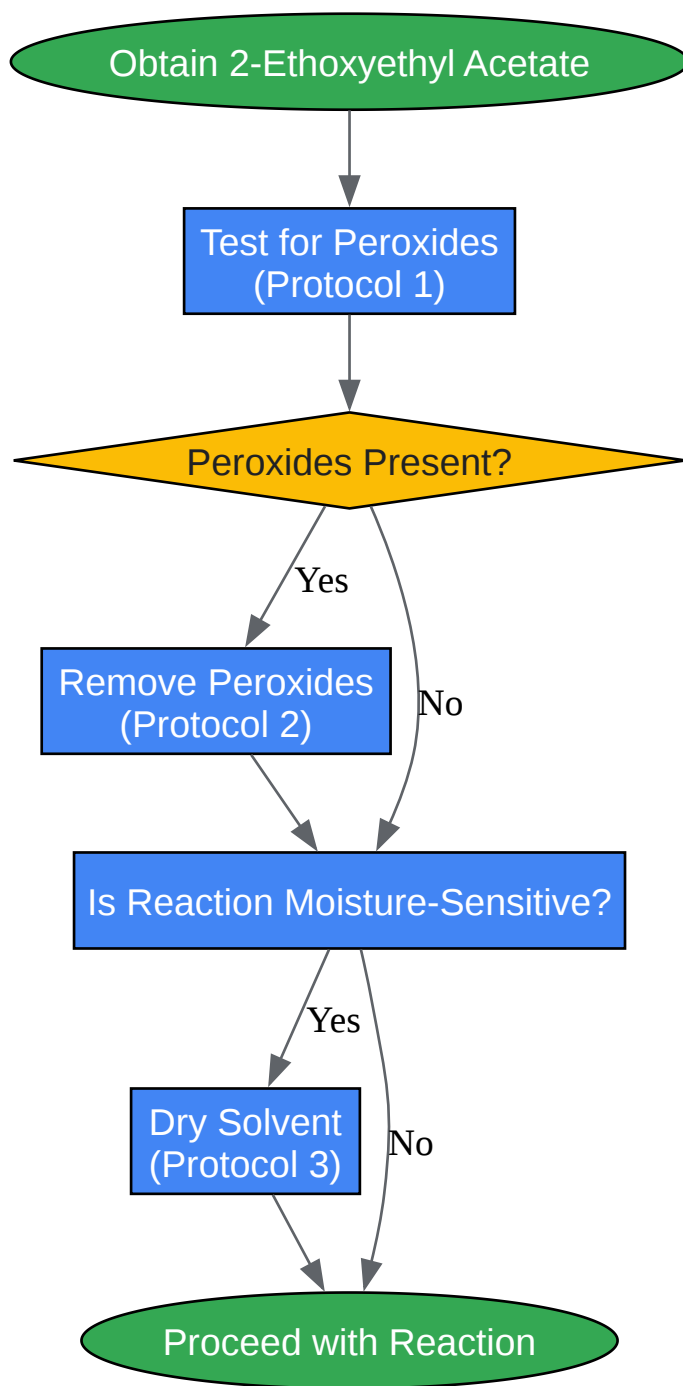 Obtain 2-Ethoxyethyl Acetate
Test for Peroxides
(Protocol 1)
Peroxides Present?
Yes
Remove Peroxides
(Protocol 2)
No
Is Reaction Moisture-Sensitive?
Yes
Dry Solvent
(Protocol 3)
No
Proceed with Reaction